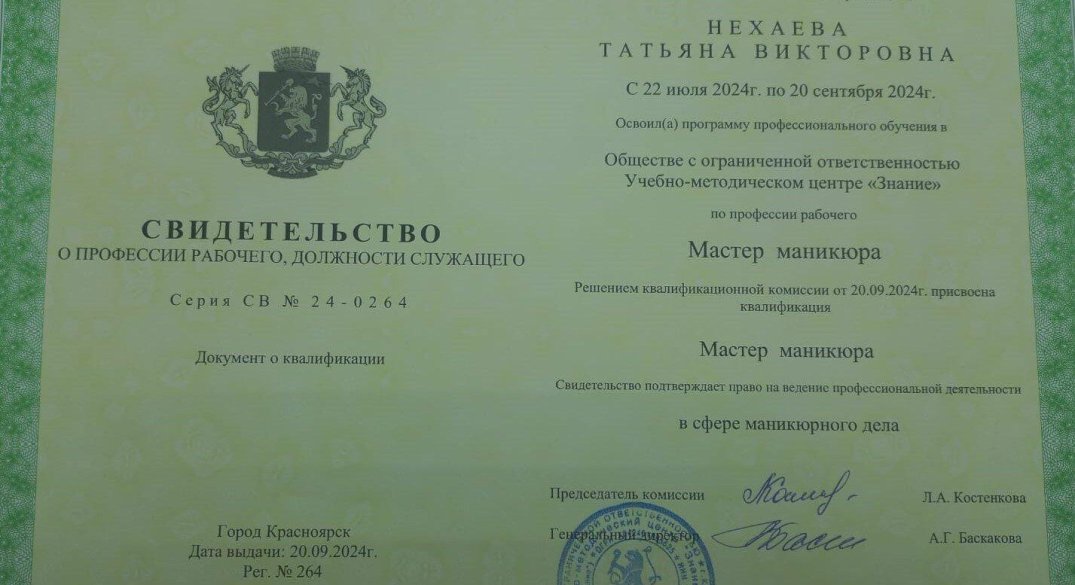 СВИДЕТЕЛЬСТВО
О ПРОФЕССИИ РАБОЧЕГО, ДОЛЖНОСТИ СЛУЖАЩЕГО
Серия СВ № 24-0264
Документ о квалификации
Город Красноярск
Дата выдачи: 20.09.2024г.
Рег. № 264
НЕХАЕВА
ТАТЬЯНА ВИКТОРОВНА
С 22 июля 2024г. по 20 сентября 2024г.
Освоил(а) программу профессионального обучения в
Обществе с ограниченной ответственностью
Учебно-методическом центре «Знание»
по профессии рабочего
Мастер маникюра
Решением квалификационной комиссии от 20.09.2024г. присвоена
квалификация
Мастер маникюра
Свидетельство подтверждает право на ведение профессиональной деятельности
в сфере маникюрного дела
Председатель комиссии
Л.А. Костенкова
Генеральный директор
А.Г. Баскакова